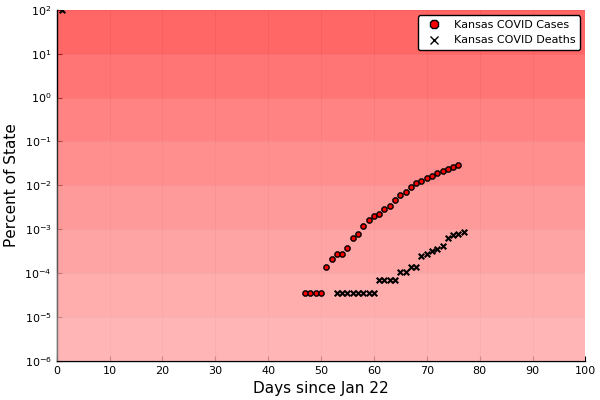 Kansas COVID Cases
Kansas COVID Deaths
Percent of State
10²
10¹
10⁰
10⁻¹
10⁻²
10⁻³
10⁻⁴
10⁻⁵
10⁻⁶
0 10 20 30 40 50 60 70 80 90 100
Days since Jan 22